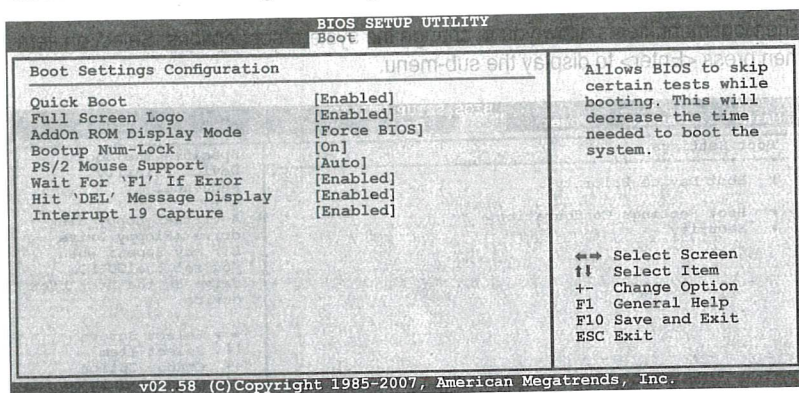 BIOS SETUP UTILITY
Boot
Boot Settings Configuration
Quick Boot [Enabled]
Full Screen Logo [Enabled]
AddOn ROM Display Mode [Force BIOS]
Bootup Num-Lock [On]
PS/2 Mouse Support [Auto]
Wait For `F1' If Error [Enabled]
Hit `DEL' Message Display [Enabled]
Interrupt 19 Capture [Enabled]
Allows BIOS to skip
certain tests while
booting. This will
decrease the time
needed to boot the
system.
←→ Select Screen
↑↓ Select Item
+- Change Option
F1 General Help
F10 Save and Exit
ESC Exit
v02.58 (C)Copyright 1985-2007, American Megatrends, Inc.